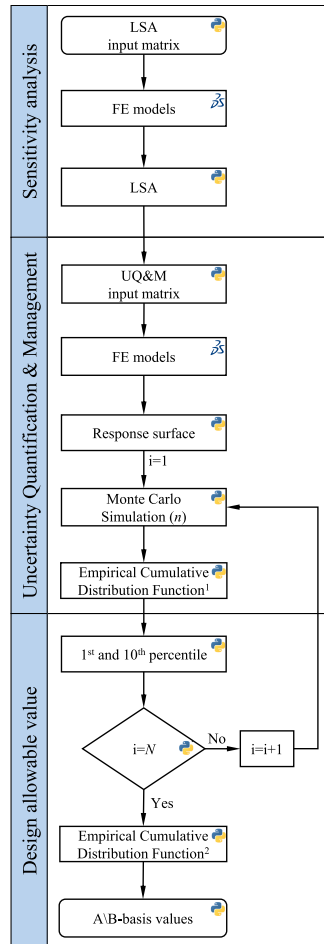 Sensitivity analysis
LSA
input matrix
FE models
LSA
Uncertainty Quantification & Management
UQ&M
input matrix
FE models
Response surface
i=1
Monte Carlo
Simulation (n)
Empirical Cumulative
Distribution Function¹
Design allowable value
1st and 10th percentile
i=N
No
i=i+1
Yes
Empirical Cumulative
Distribution Function²
A\B-basis values